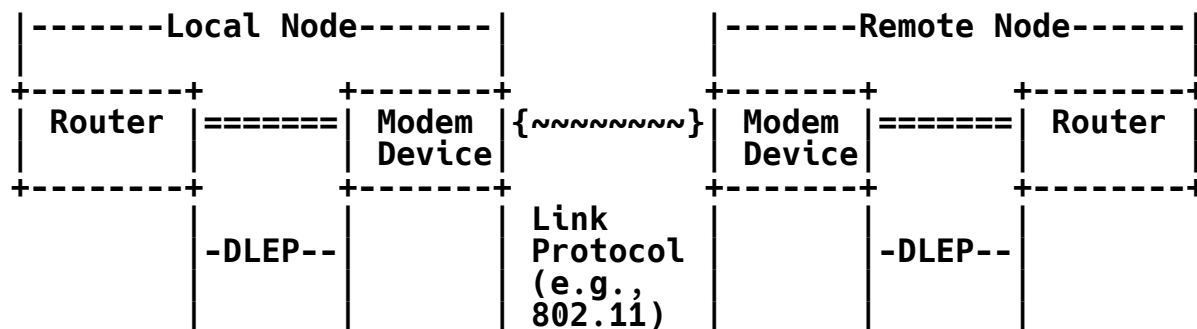 |-------Local Node-------|          |-------Remote Node------|
|                        |          |                        |
+--------+       +-------+          +-------+       +--------+
| Router |=======| Modem |{~~~~~~~~}| Modem |=======| Router |
|        |       | Device|          | Device|       |        |
+--------+       +-------+          +-------+       +--------+
         |       |       | Link     |       |       |
         |-DLEP--|       | Protocol |       |-DLEP--|
         |       |       | (e.g.,   |       |       |
         |       |       | 802.11)  |       |       |